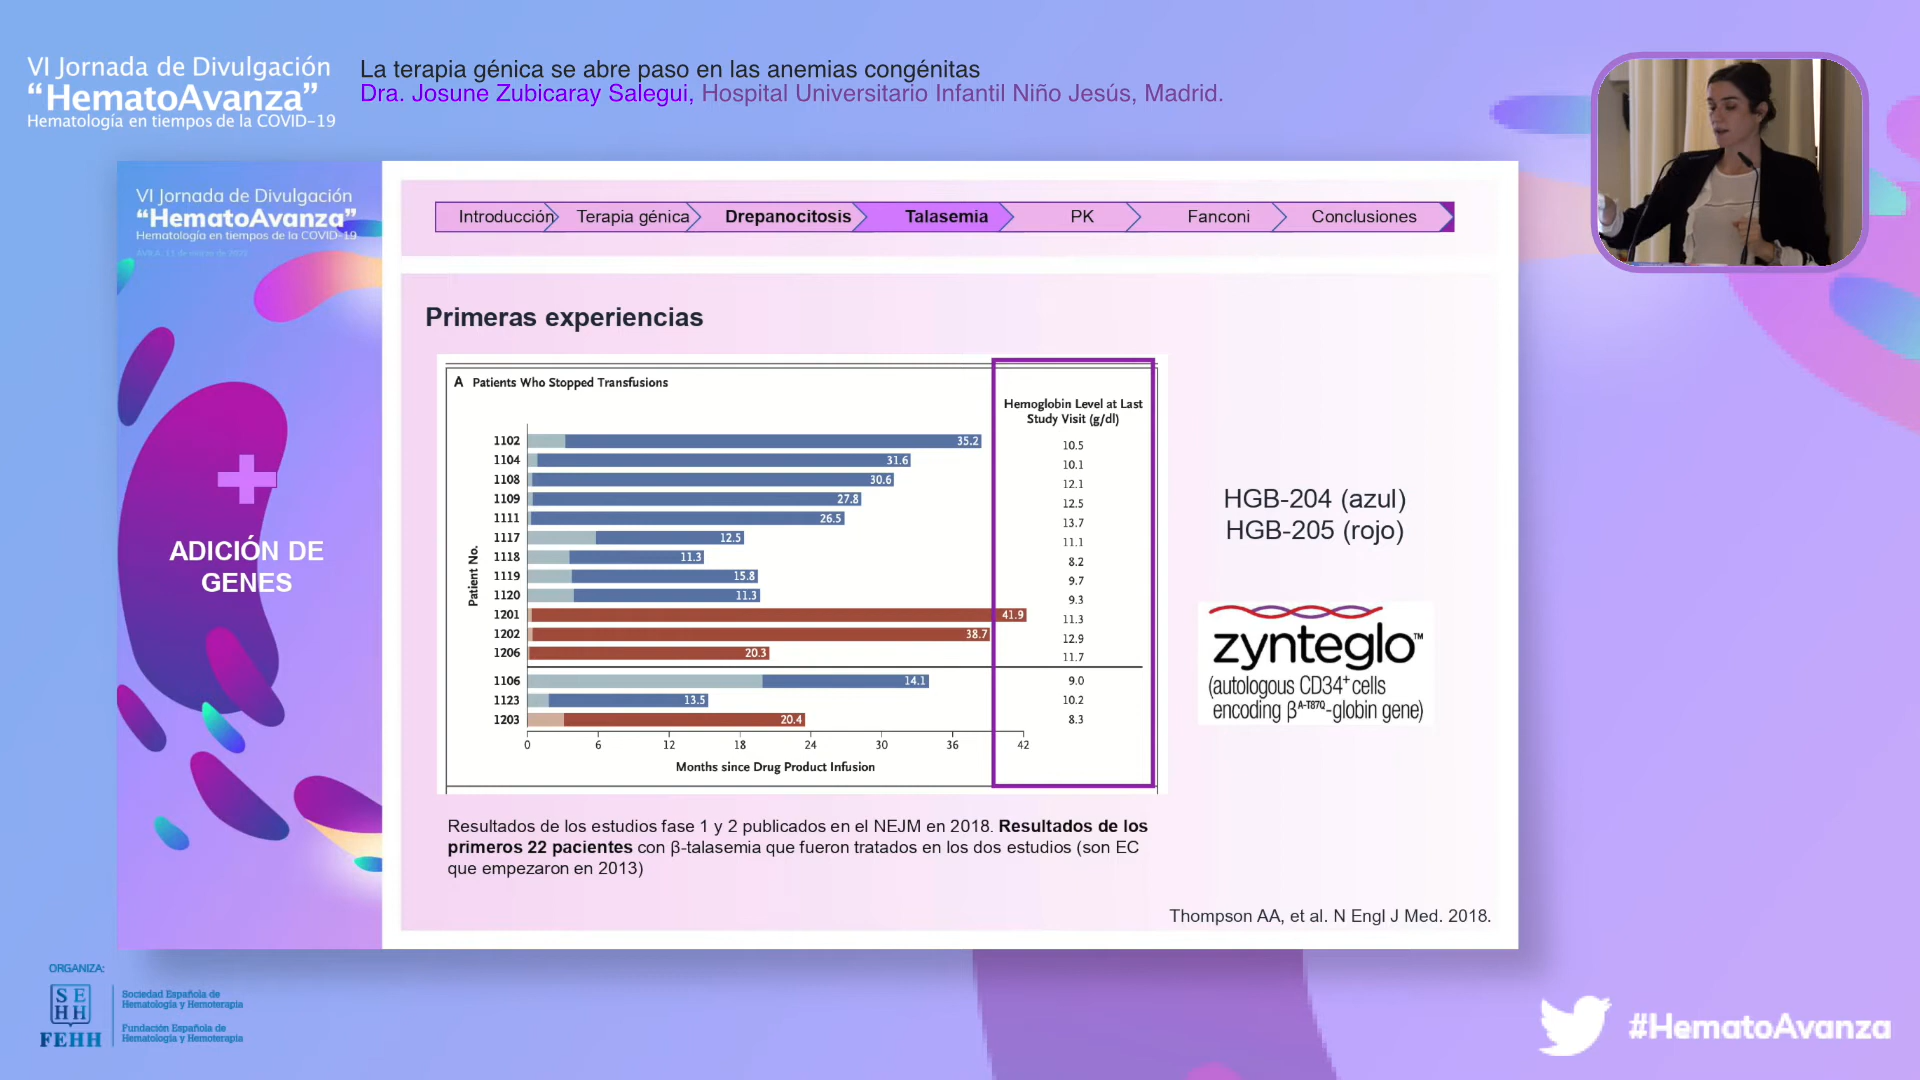 VI Jornada de Divulgación
“HematoAvanza”
Hematología en tiempos de la COVID-19
La terapia génica se abre paso en las anemias congénitas
Dra. Josune Zubicaray Salegui, Hospital Universitario Infantil Niño Jesús, Madrid.
VI Jornada de Divulgación
“HematoAvanza”
Hematología en tiempos de la COVID-19
ADICIÓN DE
GENES
Introducción Terapia génica Drepanocitosis Talasemia PK Fanconi Conclusiones
Primeras experiencias
A Patients Who Stopped Transfusions
Hemoglobin Level at Last
Study Visit (g/dl)
Patient No.
1102 35.2 10.5
1104 31.6 10.1
1108 30.6 12.1
1109 27.8 12.5
1111 26.5 13.7
1117 12.5 11.1
1118 11.3 8.2
1119 15.8 9.7
1120 11.3 9.3
1201 41.9 11.3
1202 38.7 12.9
1206 20.3 11.7
1106 14.1 9.0
1123 13.5 10.2
1203 20.4 8.3
0 6 12 18 24 30 36 42
Months since Drug Product Infusion
HGB-204 (azul)
HGB-205 (rojo)
zynteglo™
(autologous CD34+ cells
encoding βA-T87Q-globin gene)
Resultados de los estudios fase 1 y 2 publicados en el NEJM en 2018. Resultados de los
primeros 22 pacientes con β-talasemia que fueron tratados en los dos estudios (son EC
que empezaron en 2013)
Thompson AA, et al. N Engl J Med. 2018.
ORGANIZA:
SE
HH
FEHH
Sociedad Española de
Hematología y Hemoterapia
Fundación Española de
Hematología y Hemoterapia
#HematoAvanza